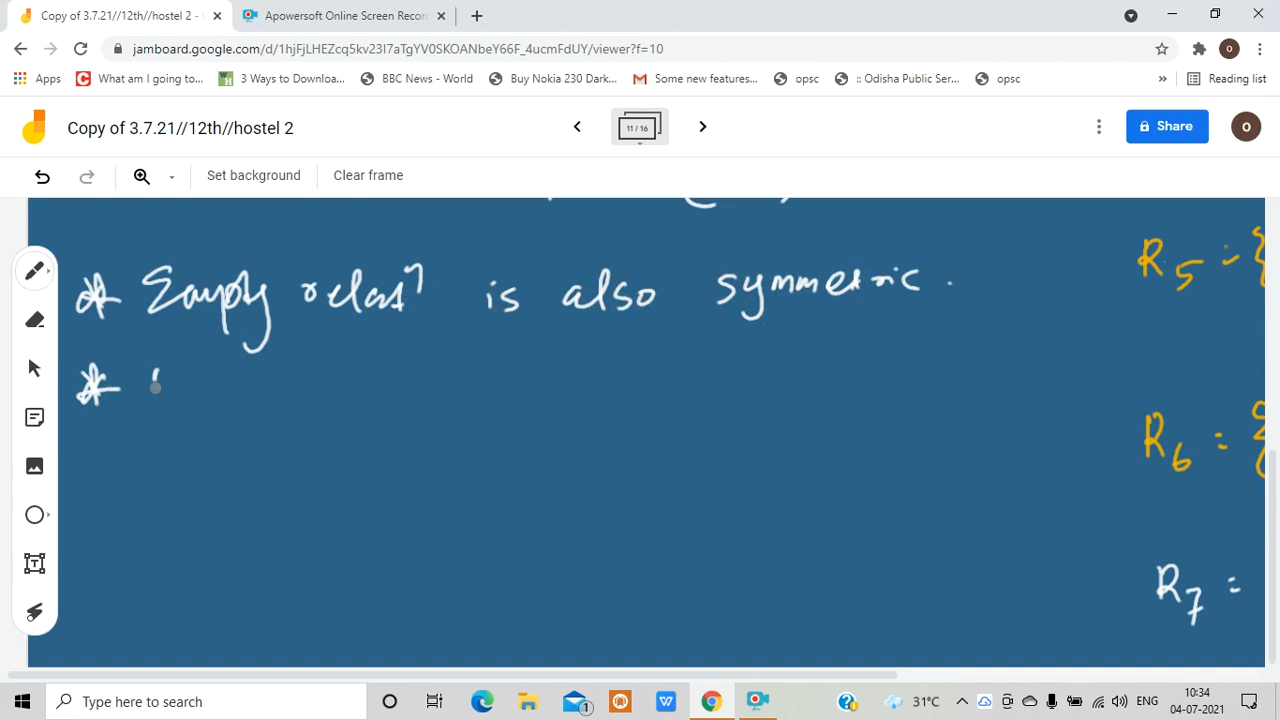 Copy of 3.7.21//12th//hostel 2 -
Apowersoft Online Screen Recor
jamboard.google.com/d/1hjFjLHEZcq5kv23I7aTgYV0SKOANbeY66F_4ucmFdUY/viewer?f=10
O
Apps
What am I going to...
3 Ways to Downloa...
BBC News - World
Buy Nokia 230 Dark...
Some new features...
opsc
:: Odisha Public Ser...
opsc
»
Reading list
Copy of 3.7.21//12th//hostel 2
11 / 16
Share
O
Set background
Clear frame
* Empty relatⁿ is also symmetric .
*
R5 = {
R6 = {
R7 =
Type here to search
1
31°C
ENG
10:34
04-07-2021